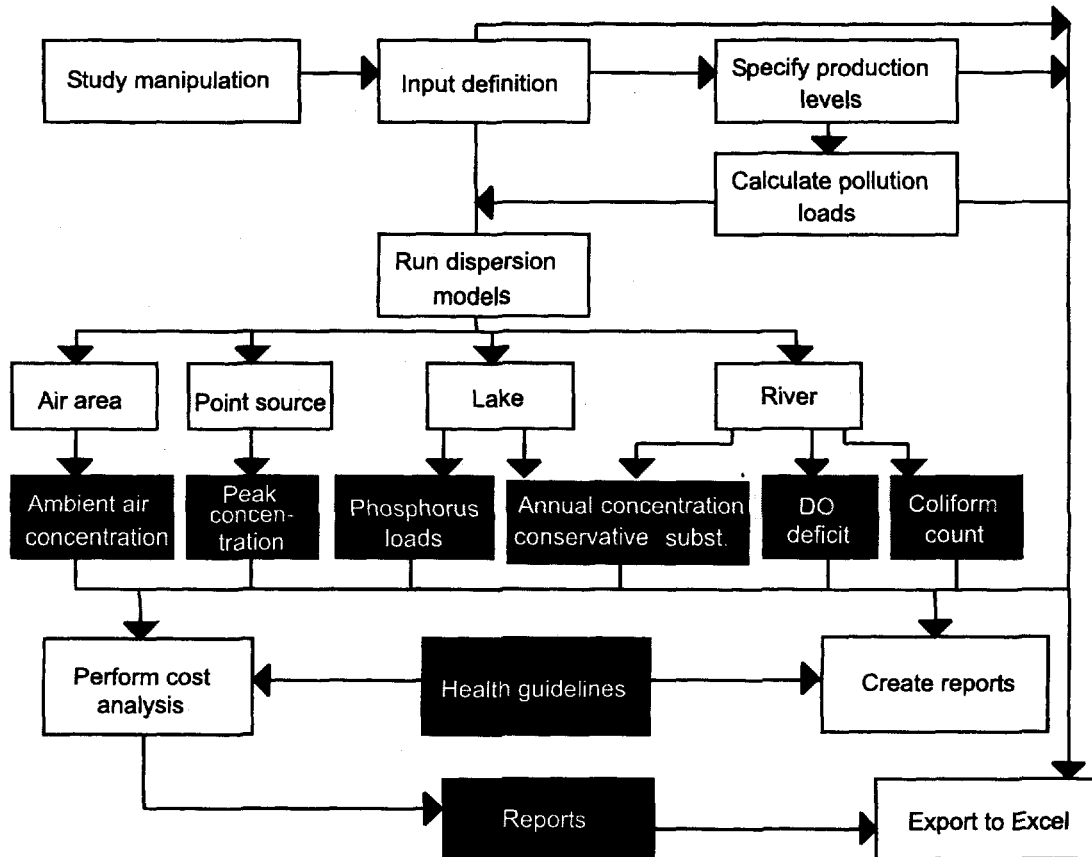 Study manipulation
Input definition
Specify production
levels
Calculate pollution
loads
Run dispersion
models
Air area
Point source
Lake
River
Ambient air
concentration
Peak
concen-
tration
Phosphorus
loads
Annual concentration
conservative subst.
DO
deficit
Coliform
count
Perform cost
analysis
Health guidelines
Create reports
Reports
Export to Excel